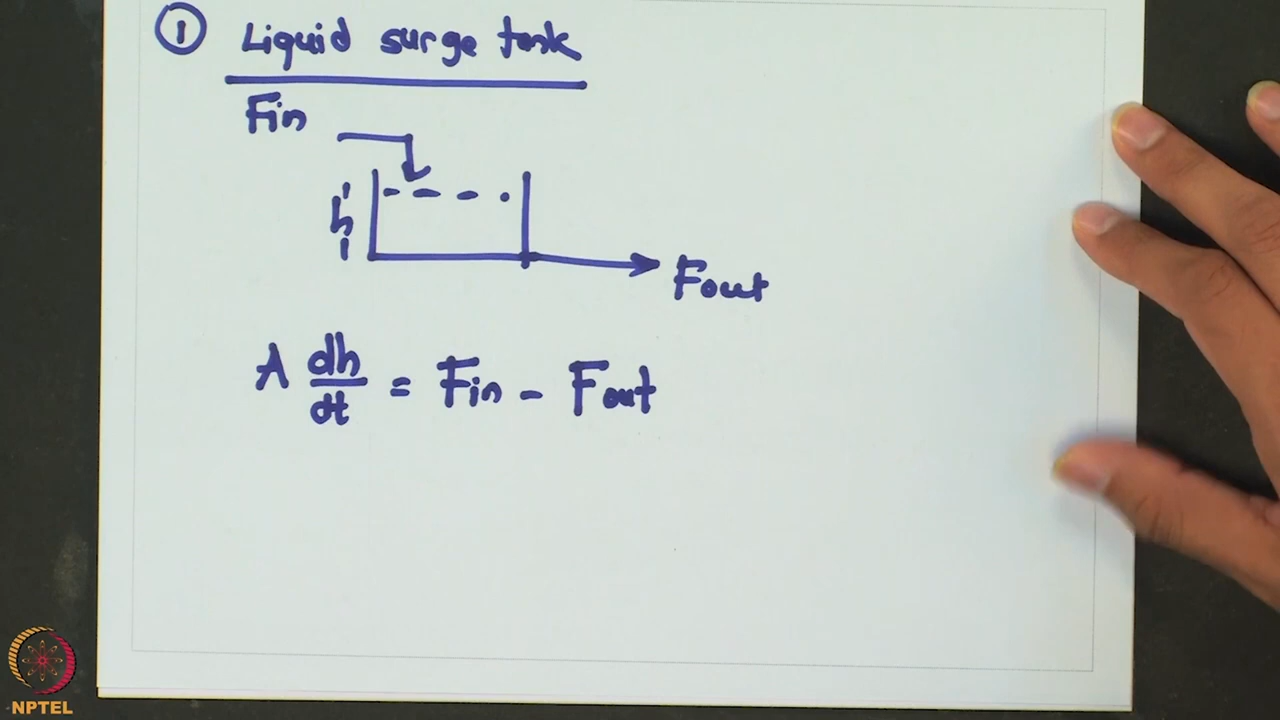 ① Liquid surge tank
Fin
h
Fout
A dh/dt = Fin - Fout
NPTEL